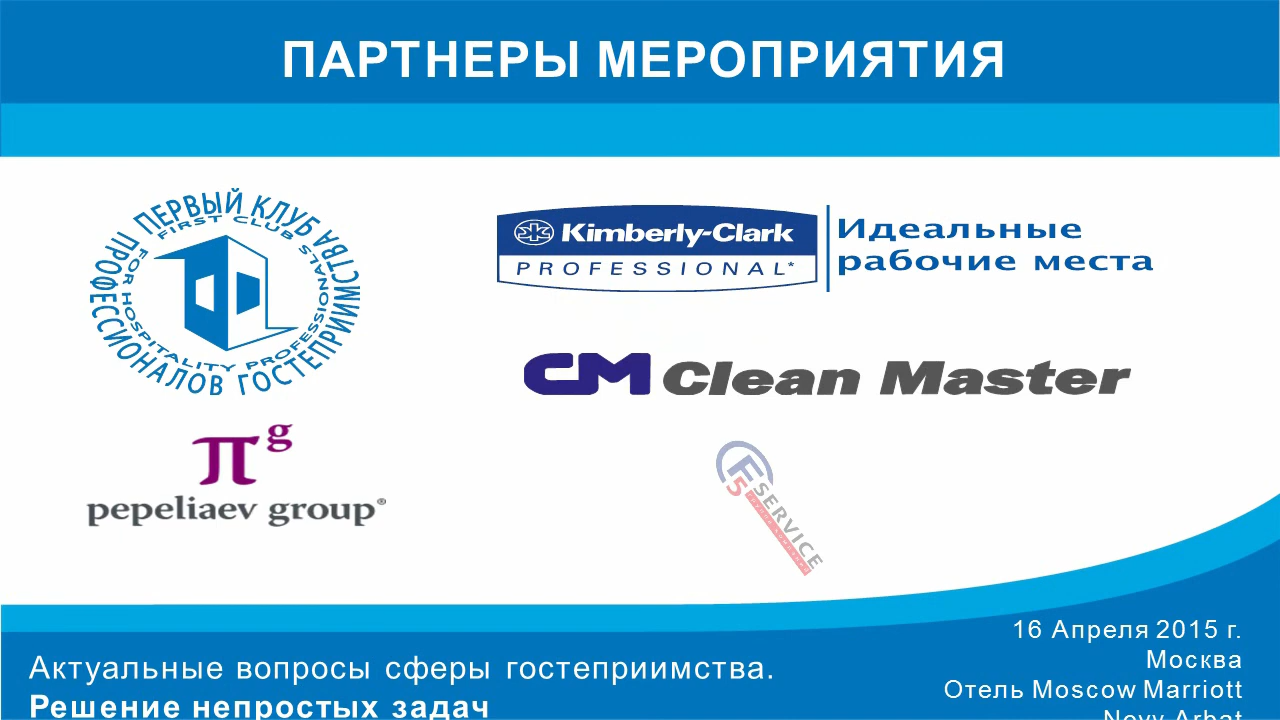 ПАРТНЕРЫ МЕРОПРИЯТИЯ
ПЕРВЫЙ КЛУБ ПРОФЕССИОНАЛОВ ГОСТЕПРИИМСТВА
FIRST CLUB FOR HOSPITALITY PROFESSIONALS
Kimberly-Clark
PROFESSIONAL*
Идеальные
рабочие места
CM Clean Master
πg
pepeliaev group®
F5 SERVICE
16 Апреля 2015 г.
Москва
Отель Moscow Marriott
Novy Arbat
Актуальные вопросы сферы гостеприимства.
Решение непростых задач